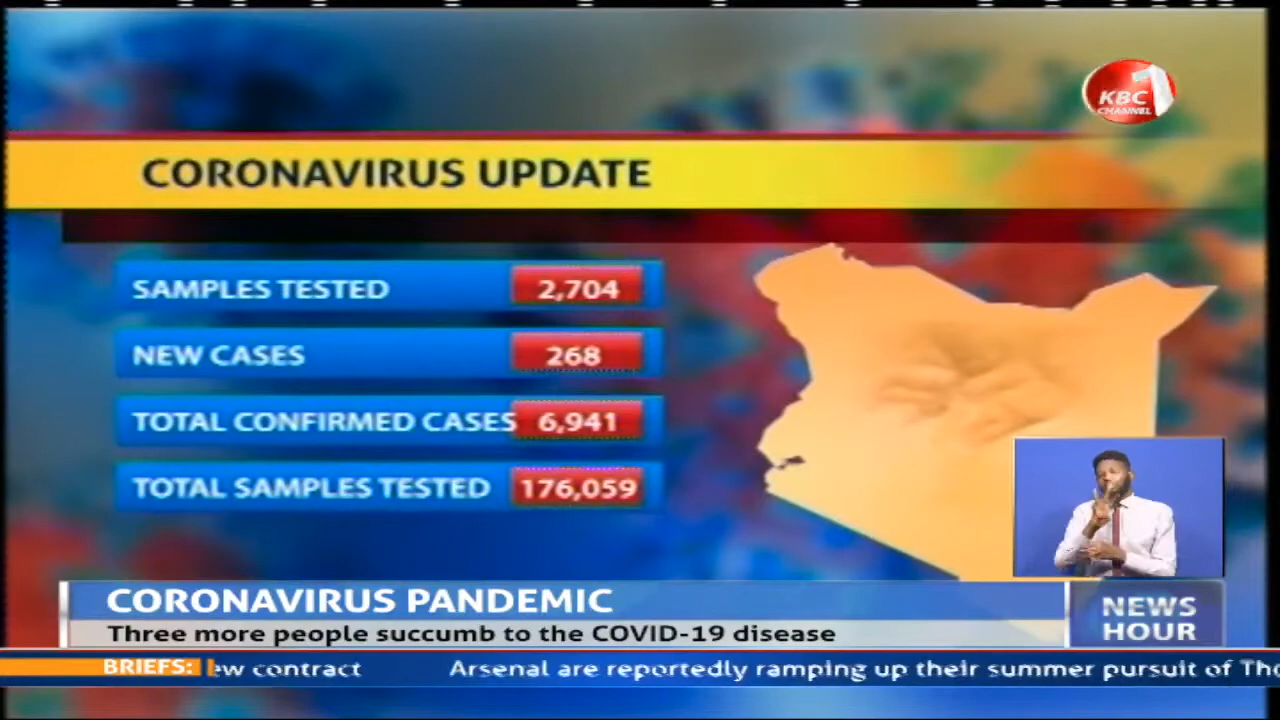 KBC 1
CHANNEL
CORONAVIRUS UPDATE
SAMPLES TESTED 2,704
NEW CASES 268
TOTAL CONFIRMED CASES 6,941
TOTAL SAMPLES TESTED 176,059
CORONAVIRUS PANDEMIC
Three more people succumb to the COVID-19 disease
NEWS
HOUR
BRIEFS: ew contract Arsenal are reportedly ramping up their summer pursuit of Tho